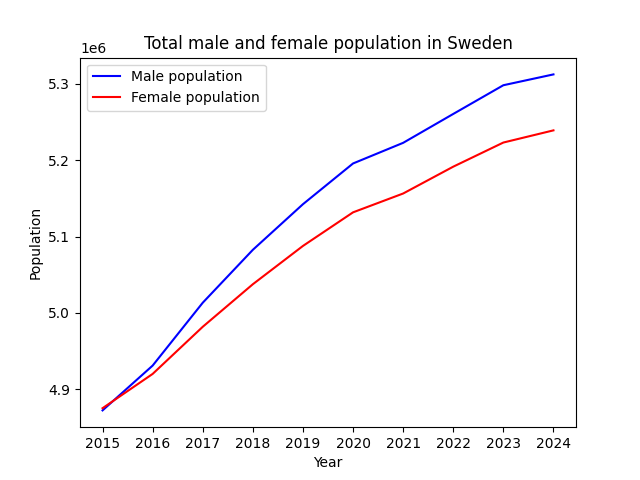 Total male and female population in Sweden
1e6
Male population
Female population
5.3
5.2
5.1
5.0
4.9
Population
2015 2016 2017 2018 2019 2020 2021 2022 2023 2024
Year